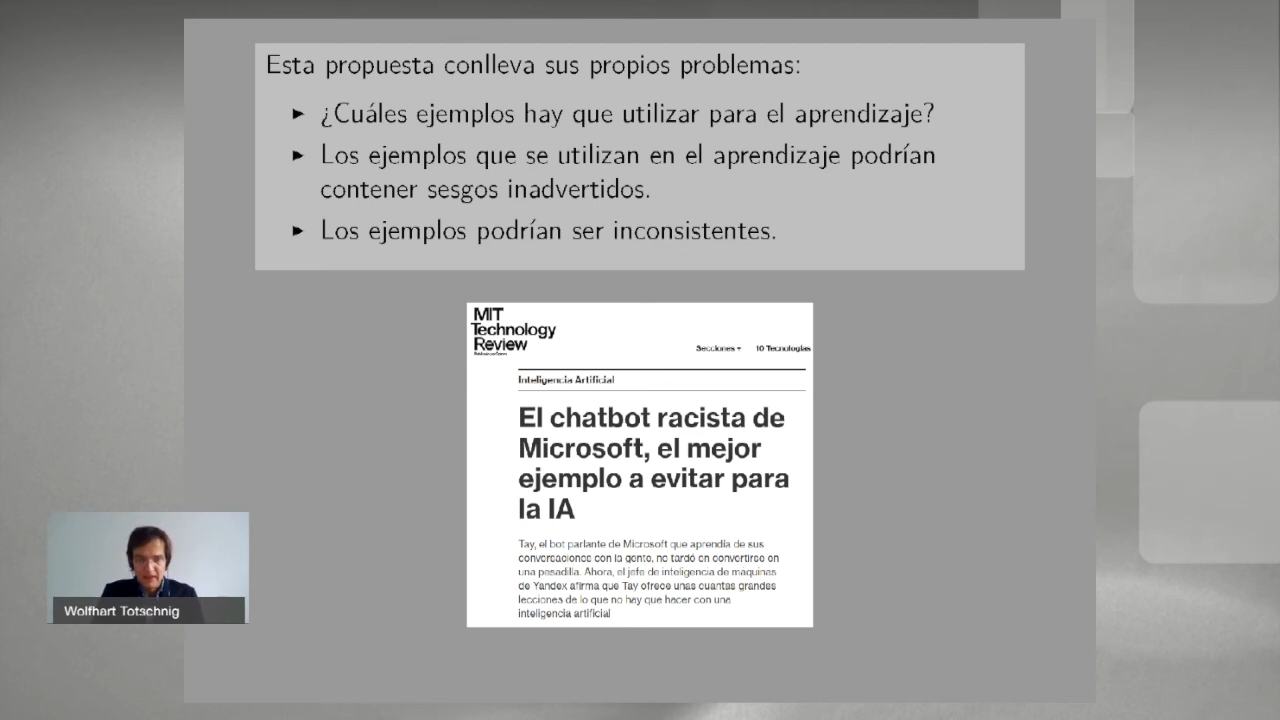 Esta propuesta conlleva sus propios problemas:
► ¿Cuáles ejemplos hay que utilizar para el aprendizaje?
► Los ejemplos que se utilizan en el aprendizaje podrían
contener sesgos inadvertidos.
► Los ejemplos podrían ser inconsistentes.
MIT
Technology
Review
Secciones
10 Tecnologías
Inteligencia Artificial
El chatbot racista de
Microsoft, el mejor
ejemplo a evitar para
la IA
Tay, el bot parlante de Microsoft que aprendía de sus
conversaciones con la gente, no tardó en convertirse en
una pesadilla. Ahora, el jefe de inteligencia de máquinas
de Yandex afirma que Tay ofrece unas cuantas grandes
lecciones de lo que no hay que hacer con una
inteligencia artificial
Wolfhart Totschnig